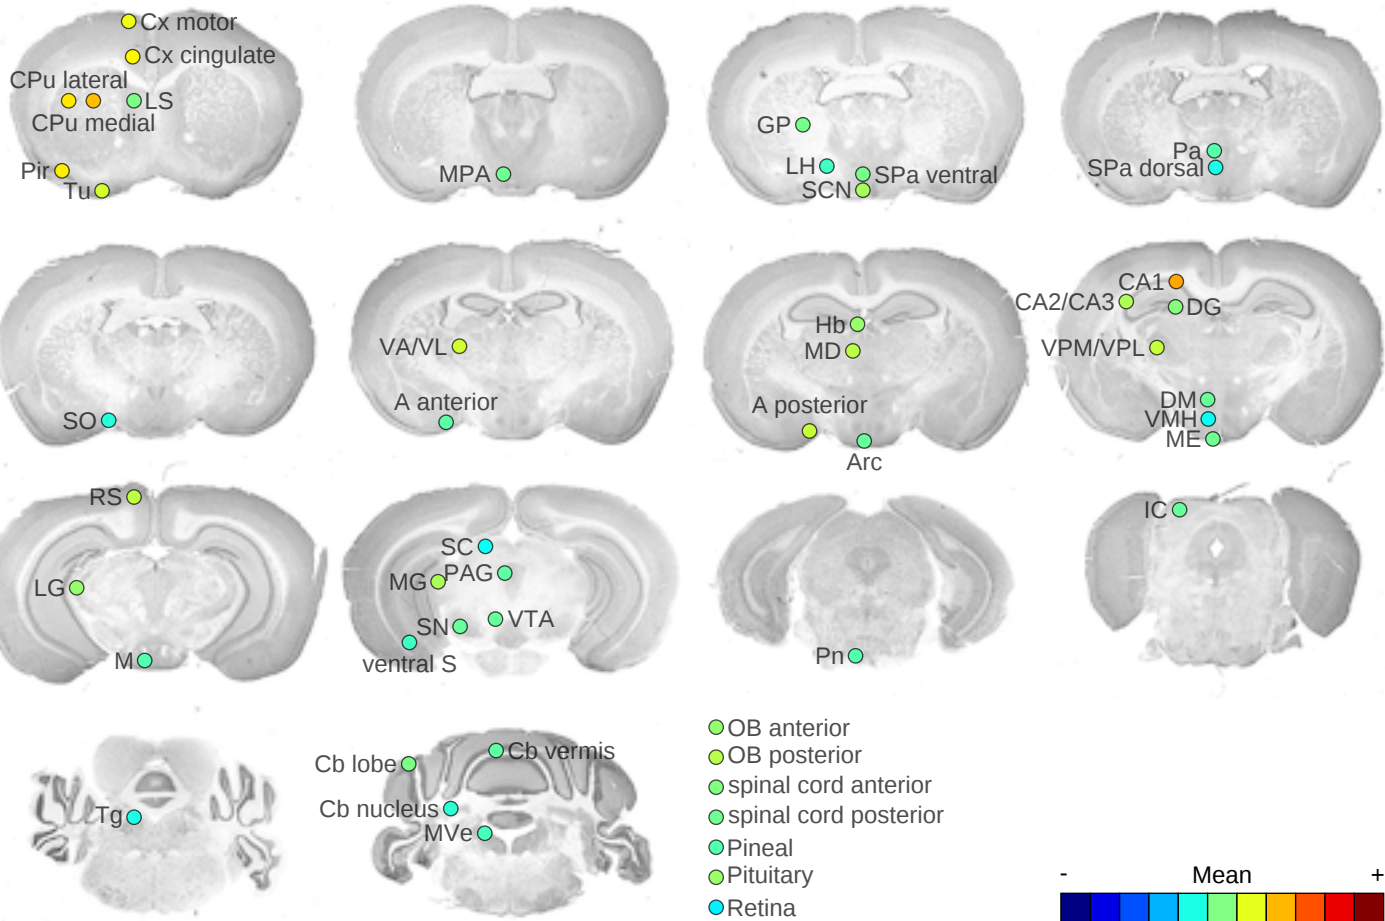 Cx motor
Cx cingulate
CPu lateral
LS
CPu medial
Pir
Tu
MPA
GP
LH
SPa ventral
SCN
Pa
SPa dorsal
SO
VA/VL
A anterior
Hb
MD
A posterior
Arc
CA1
CA2/CA3
DG
VPM/VPL
DM
VMH
ME
RS
LG
M
SC
MG
PAG
SN
VTA
ventral S
Pn
IC
Tg
Cb lobe
Cb vermis
Cb nucleus
MVe
OB anterior
OB posterior
spinal cord anterior
spinal cord posterior
Pineal
Pituitary
Retina
- Mean +